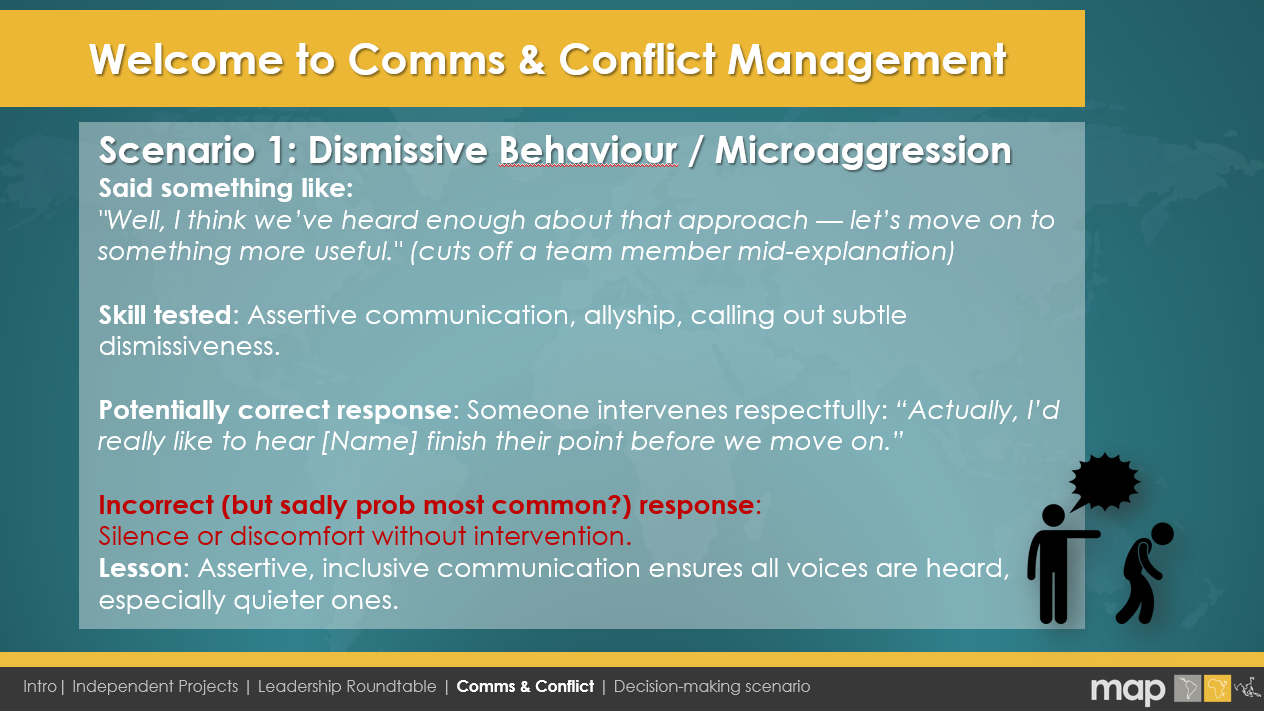 Welcome to Comms & Conflict Management
Scenario 1: Dismissive Behaviour / Microaggression
Said something like:
"Well, I think we’ve heard enough about that approach — let’s move on to
something more useful." (cuts off a team member mid-explanation)
Skill tested: Assertive communication, allyship, calling out subtle
dismissiveness.
Potentially correct response: Someone intervenes respectfully: “Actually, I’d
really like to hear [Name] finish their point before we move on.”
Incorrect (but sadly prob most common?) response:
Silence or discomfort without intervention.
Lesson: Assertive, inclusive communication ensures all voices are heard,
especially quieter ones.
Intro| Independent Projects | Leadership Roundtable | Comms & Conflict | Decision-making scenario
map